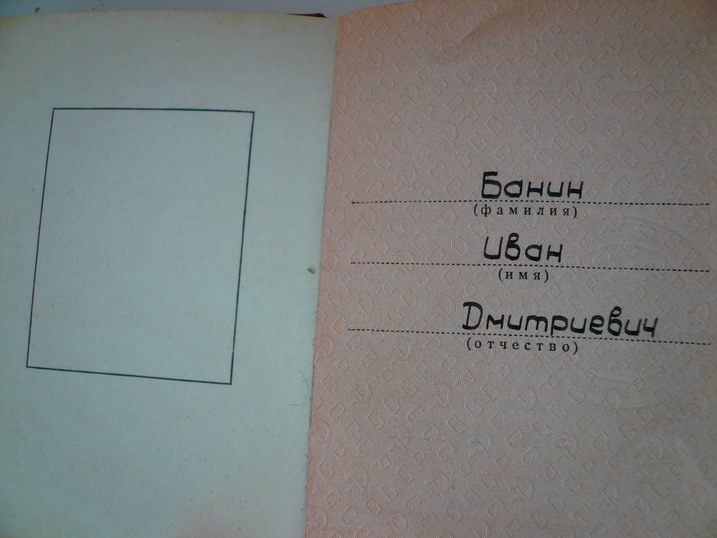 Банин
(фамилия)
Иван
(имя)
Дмитриевич
(отчество)